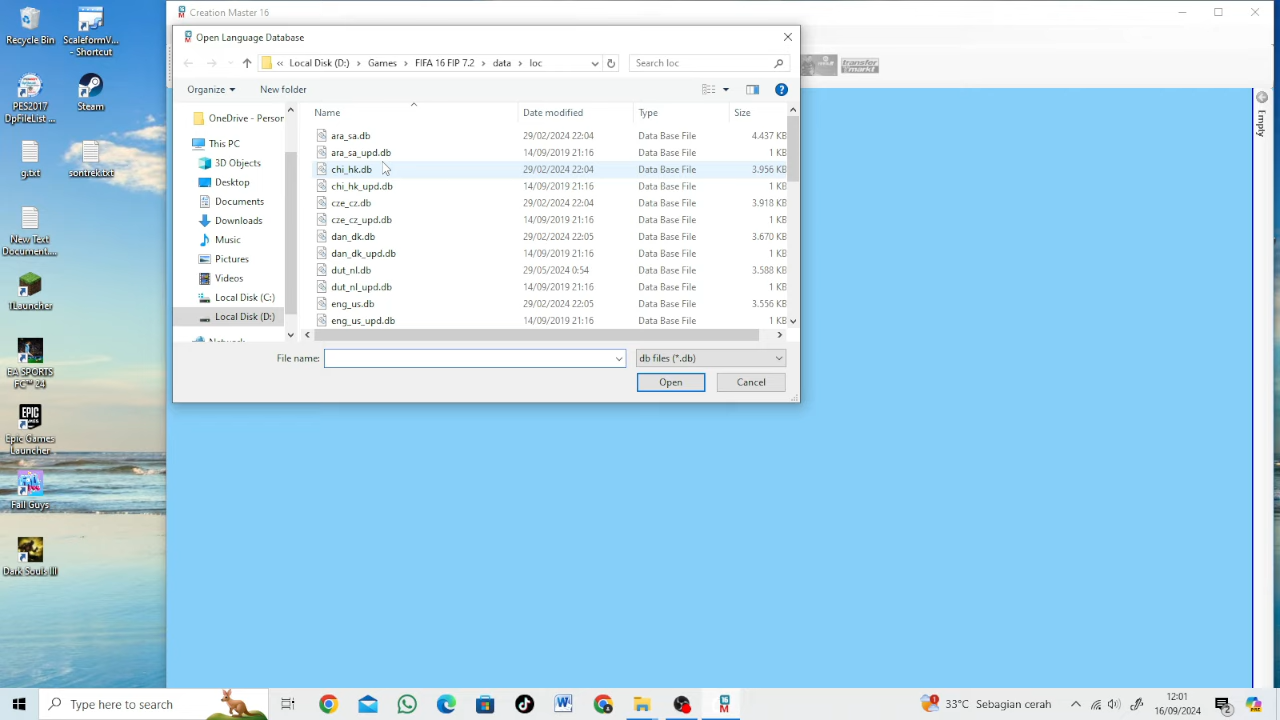 Creation Master 16
Open Language Database
« Local Disk (D:) > Games > FIFA 16 FIP 7.2 > data > loc
Search loc
Organize
New folder
Name
Date modified
Type
Size
OneDrive - Person
This PC
3D Objects
Desktop
Documents
Downloads
Music
Pictures
Videos
Local Disk (C:)
Local Disk (D:)
ara_sa.db 29/02/2024 22:04 Data Base File 4.437 KB
ara_sa_upd.db 14/09/2019 21:16 Data Base File 1 KB
chi_hk.db 29/02/2024 22:04 Data Base File 3.956 KB
chi_hk_upd.db 14/09/2019 21:16 Data Base File 1 KB
cze_cz.db 29/02/2024 22:04 Data Base File 3.918 KB
cze_cz_upd.db 14/09/2019 21:16 Data Base File 1 KB
dan_dk.db 29/02/2024 22:05 Data Base File 3.670 KB
dan_dk_upd.db 14/09/2019 21:16 Data Base File 1 KB
dut_nl.db 29/05/2024 0:54 Data Base File 3.588 KB
dut_nl_upd.db 14/09/2019 21:16 Data Base File 1 KB
eng_us.db 29/02/2024 22:05 Data Base File 3.556 KB
eng_us_upd.db 14/09/2019 21:16 Data Base File 1 KB
File name:
db files (*.db)
Open
Cancel
transfer
markt
Empty
Recycle Bin
ScaleformV...
- Shortcut
PES2017
DpFileList ...
Steam
g.txt
sontrek.txt
New Text
Document....
TLauncher
EA SPORTS
FC™ 24
EPIC
GAMES
Epic Games
Launcher
Fall Guys
Dark Souls III
Type here to search
33°C Sebagian cerah
12:01
16/09/2024